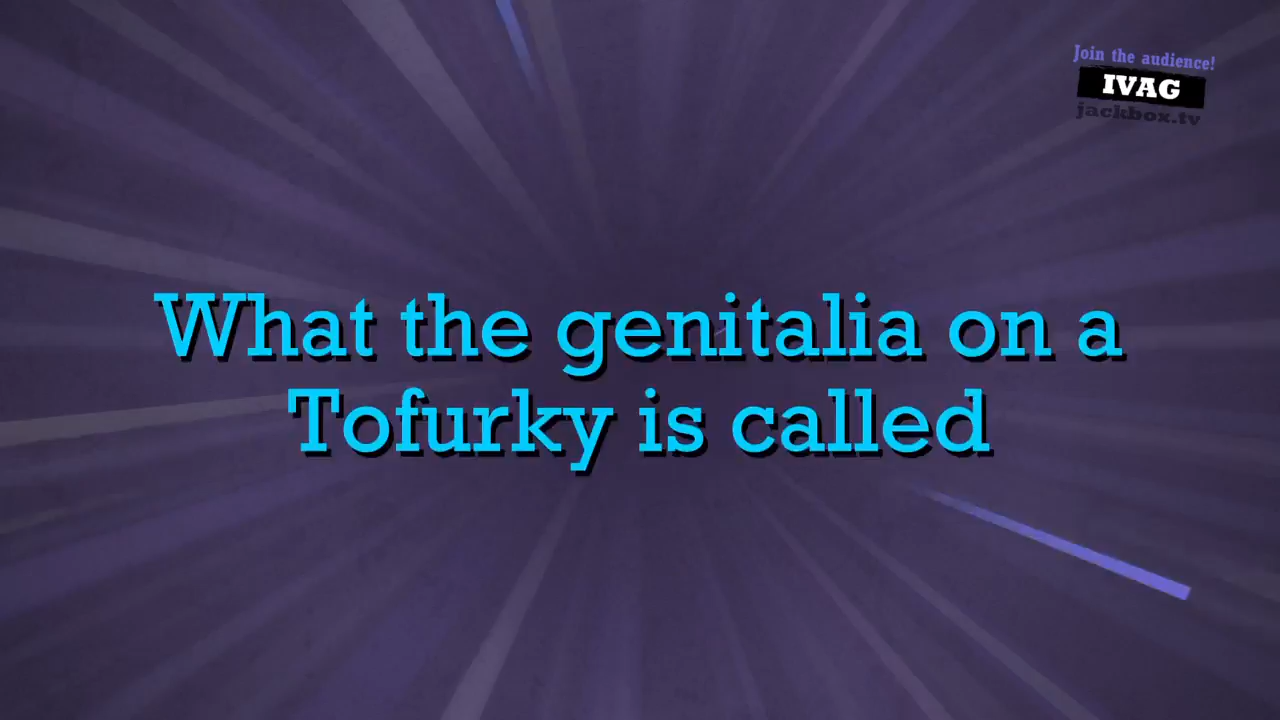 Join the audience!
IVAG
jackbox.tv
What the genitalia on a
Tofurky is called